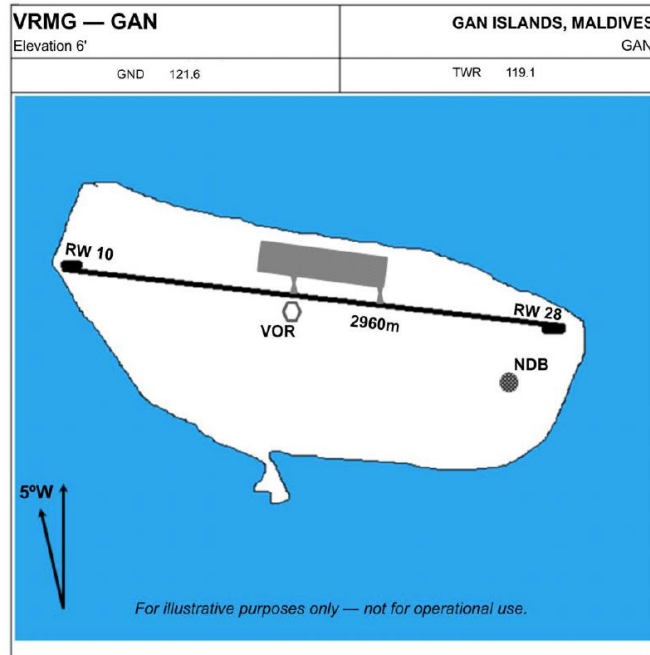 VRMG — GAN
Elevation 6'
GAN ISLANDS, MALDIVES
GAN
GND 121.6
TWR 119.1
RW 10
VOR
2960m
RW 28
NDB
5ºW
For illustrative purposes only — not for operational use.